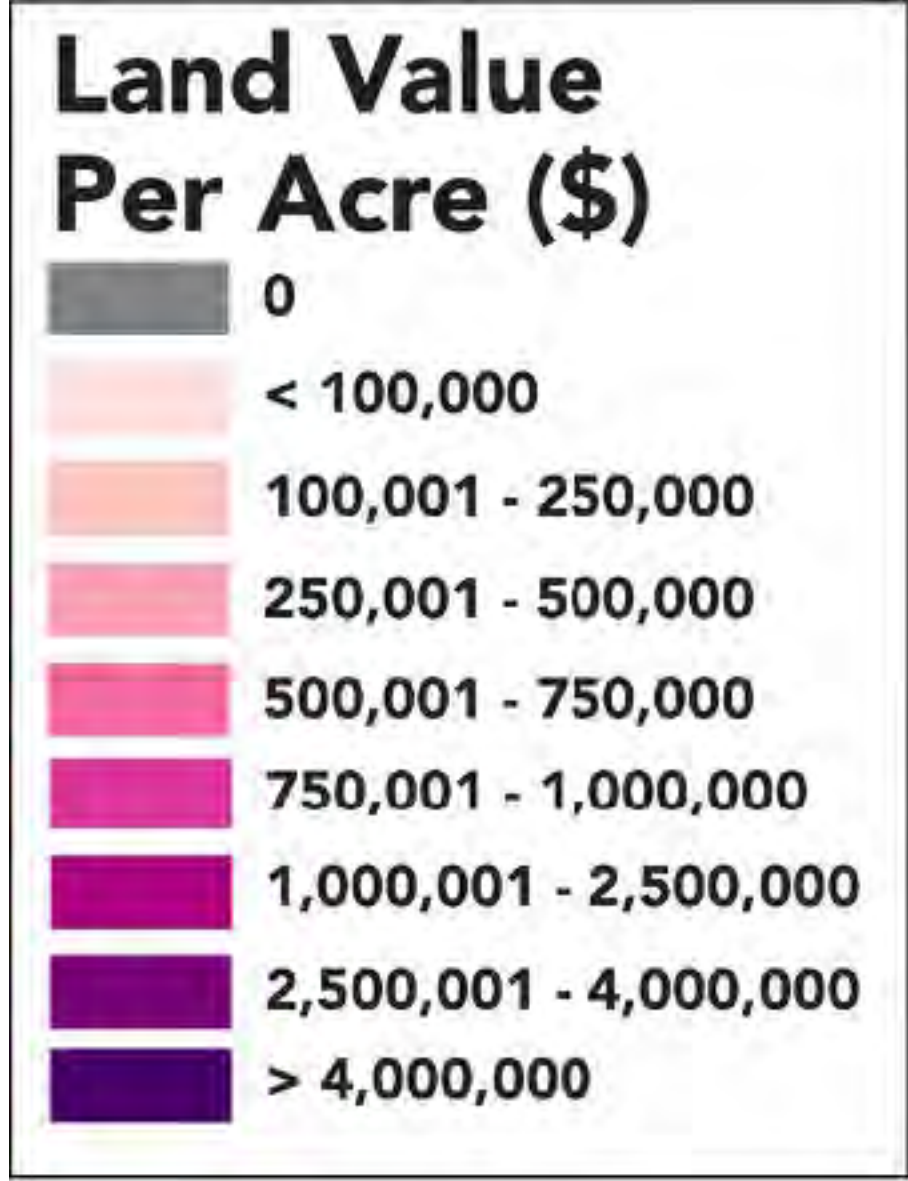 Land Value
Per Acre ($)
0
< 100,000
100,001 - 250,000
250,001 - 500,000
500,001 - 750,000
750,001 - 1,000,000
1,000,001 - 2,500,000
2,500,001 - 4,000,000
> 4,000,000